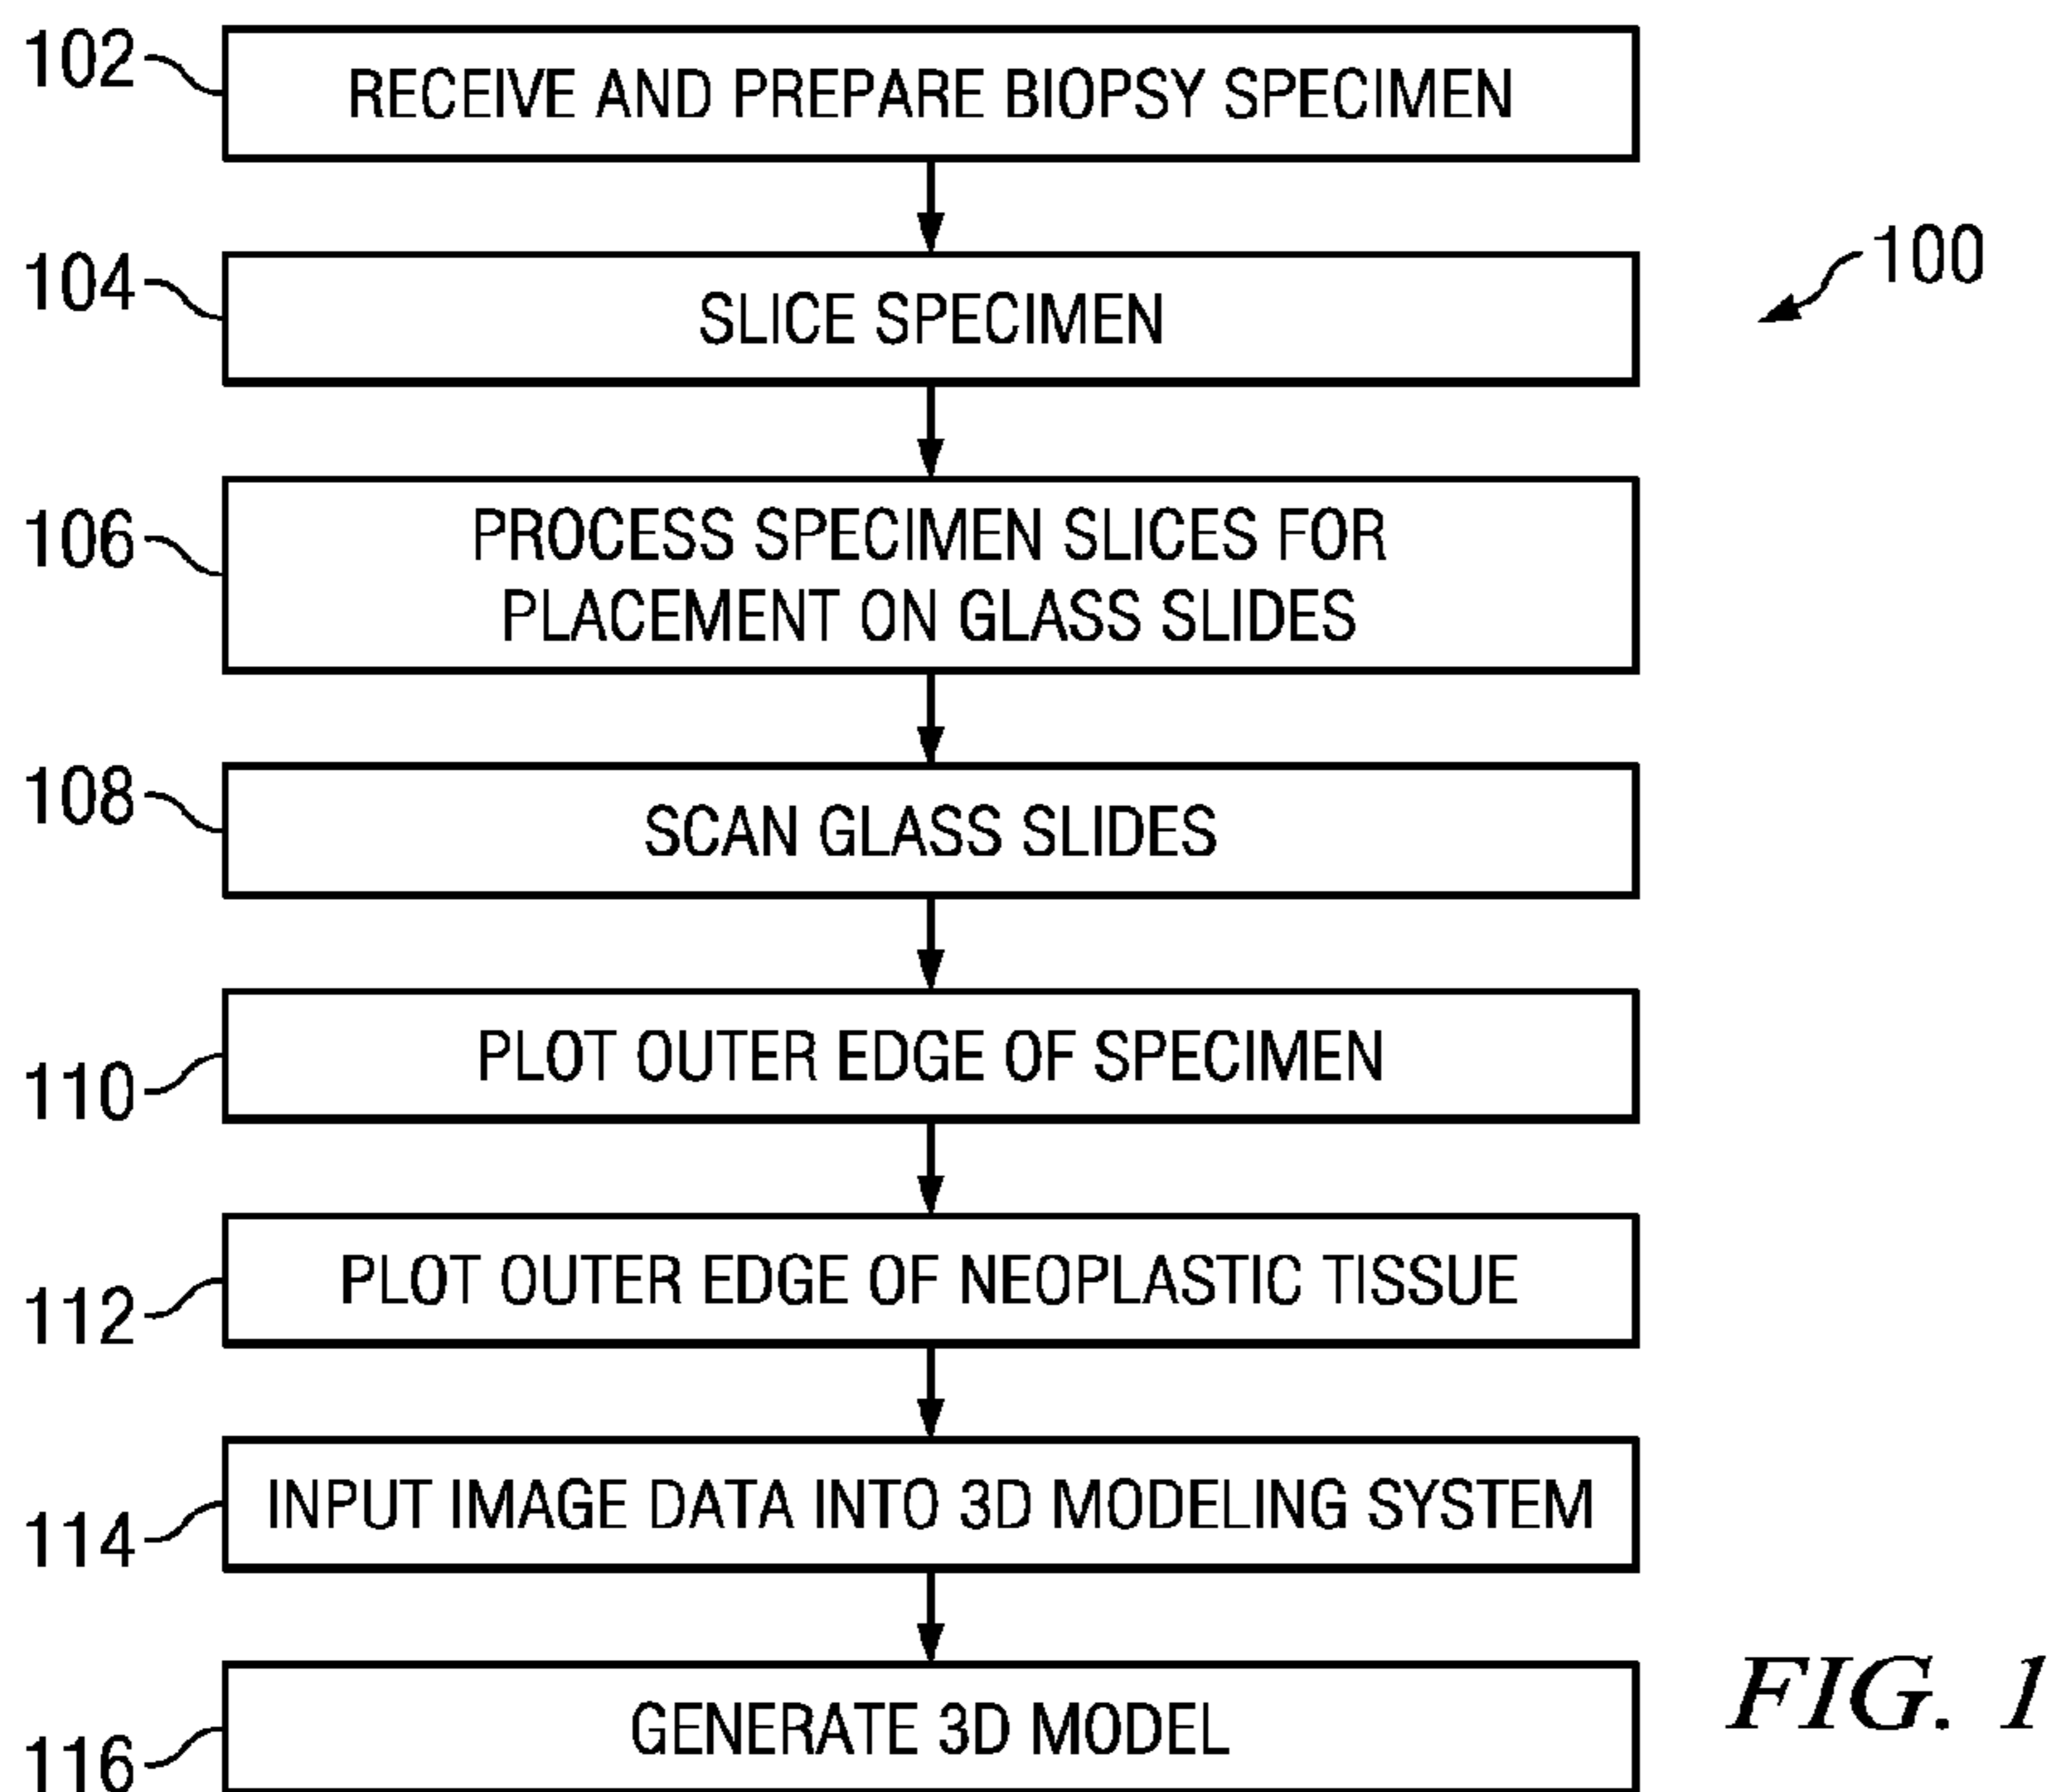 102
RECEIVE AND PREPARE BIOPSY SPECIMEN
104
SLICE SPECIMEN
100
106
PROCESS SPECIMEN SLICES FOR
PLACEMENT ON GLASS SLIDES
108
SCAN GLASS SLIDES
110
PLOT OUTER EDGE OF SPECIMEN
112
PLOT OUTER EDGE OF NEOPLASTIC TISSUE
114
INPUT IMAGE DATA INTO 3D MODELING SYSTEM
116
GENERATE 3D MODEL
FIG. 1